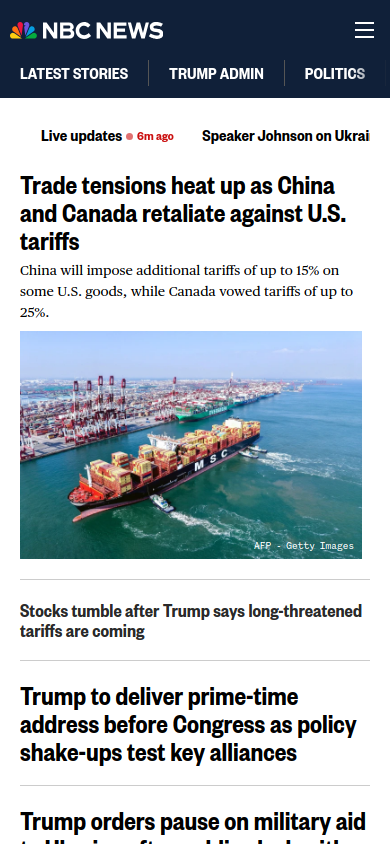 NBC NEWS
LATEST STORIES
TRUMP ADMIN
POLITICS
Live updates 6m ago
Speaker Johnson on
Trade tensions heat up as China
and Canada retaliate against U.S.
tariffs
China will impose additional tariffs of up to 15% on
some U.S. goods, while Canada vowed tariffs of up to
25%.
MSC
AFP - Getty Images
Stocks tumble after Trump says long-threatened
tariffs are coming
Trump to deliver prime-time
address before Congress as policy
shake-ups test key alliances
Trump orders pause on military aid